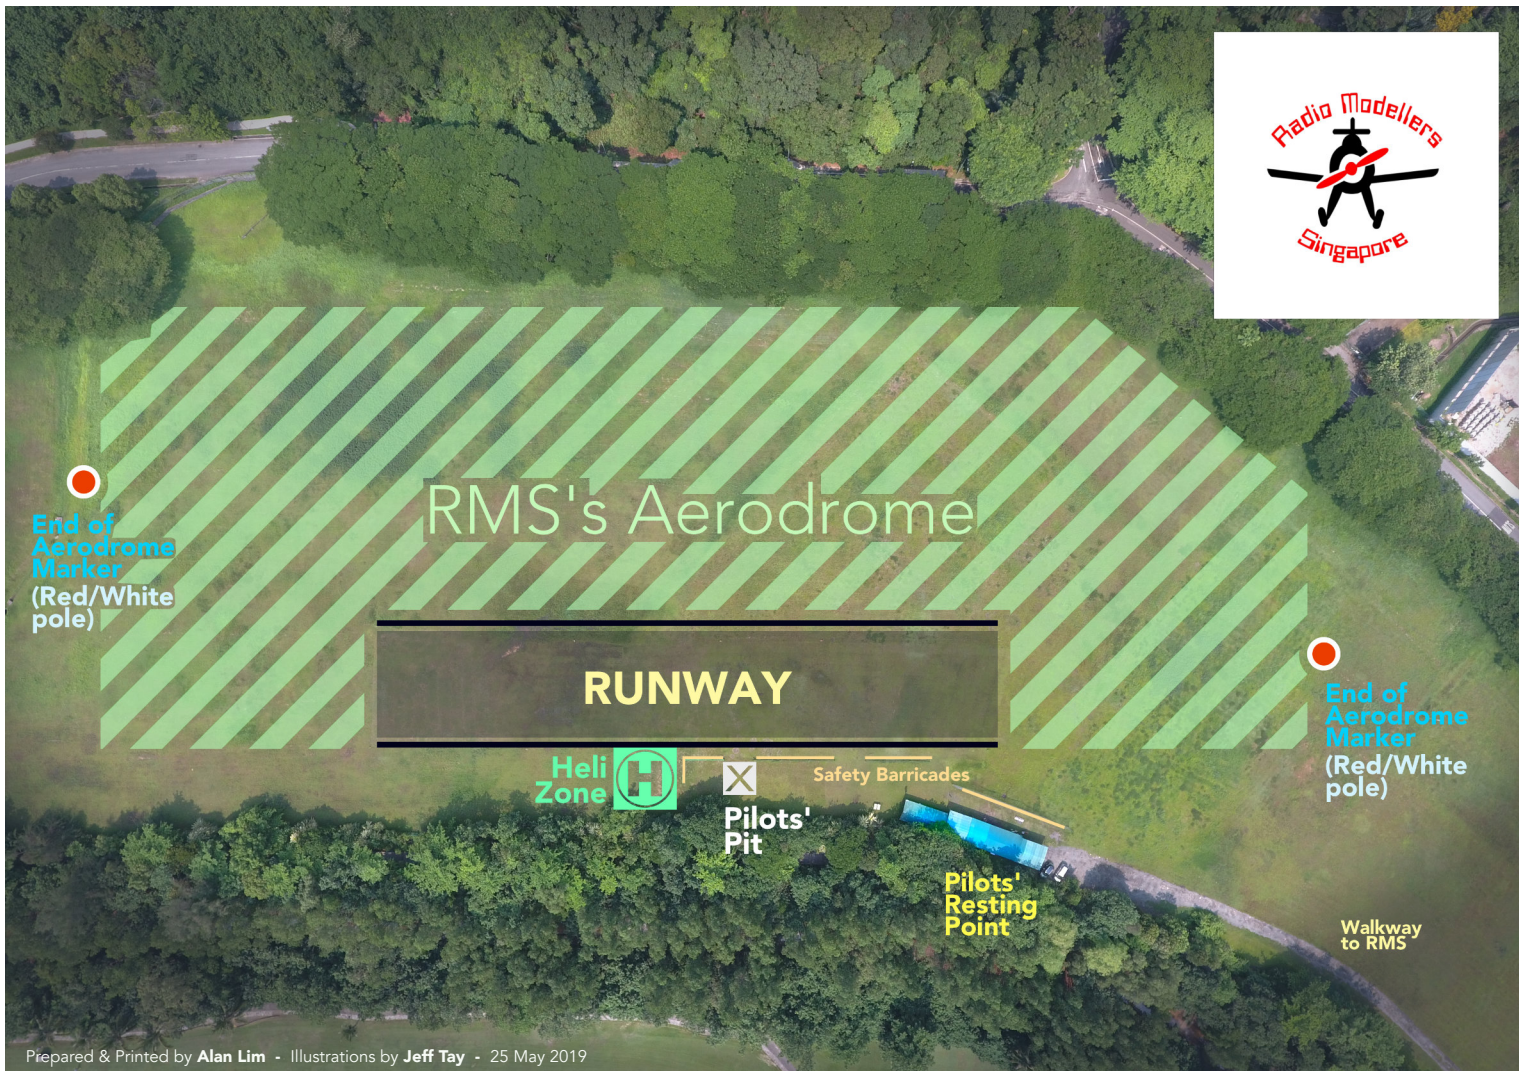 Radio Modellers
Singapore
RMS's Aerodrome
End of
Aerodrome
Marker
(Red/White
pole)
RUNWAY
End of
Aerodrome
Marker
(Red/White
pole)
Heli
Zone
H
X
Safety Barricades
Pilots'
Pit
Pilots'
Resting
Point
Walkway
to RMS
Prepared & Printed by Alan Lim - Illustrations by Jeff Tay - 25 May 2019